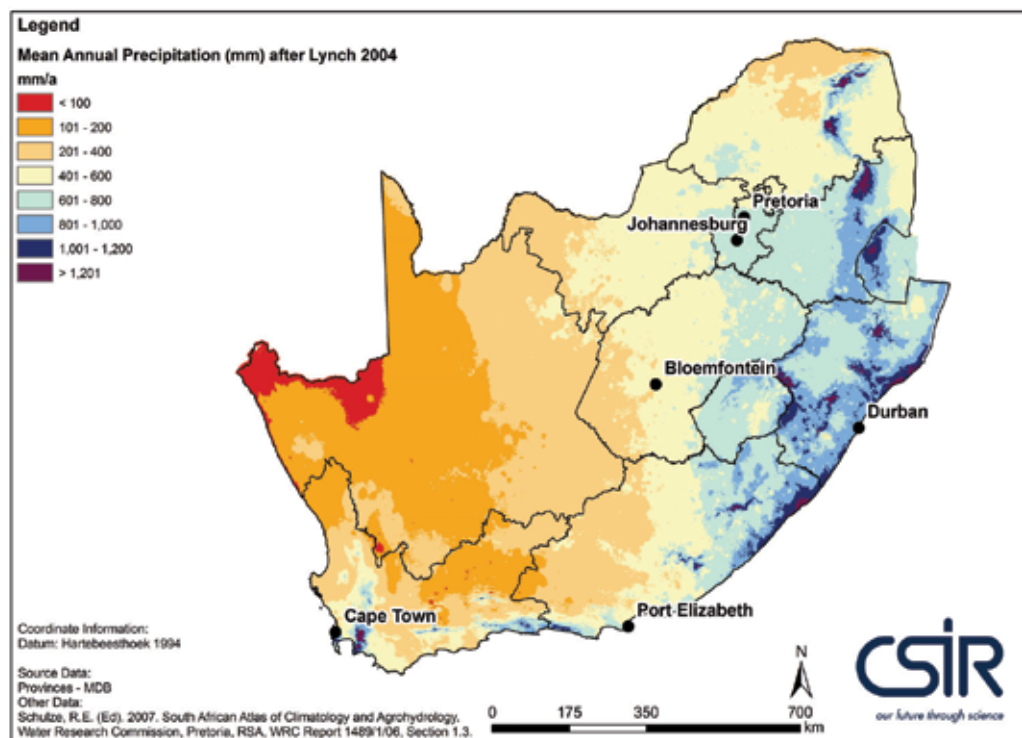 Legend
Mean Annual Precipitation (mm) after Lynch 2004
mm/a
< 100
101 - 200
201 - 400
401 - 600
601 - 800
801 - 1,000
1,001 - 1,200
> 1,201
Pretoria
Johannesburg
Bloemfontein
Durban
Port Elizabeth
Cape Town
Coordinate Information:
Datum: Hartebeesthoek 1994
Source Data:
Provinces - MDB
Other Data:
Schulze, R.E. (Ed). 2007. South African Atlas of Climatology and Agrohydrology,
Water Research Commission, Pretoria, RSA, WRC Report 1489/1/06, Section 1.3.
N
0 175 350 700
km
CSIR
our future through science